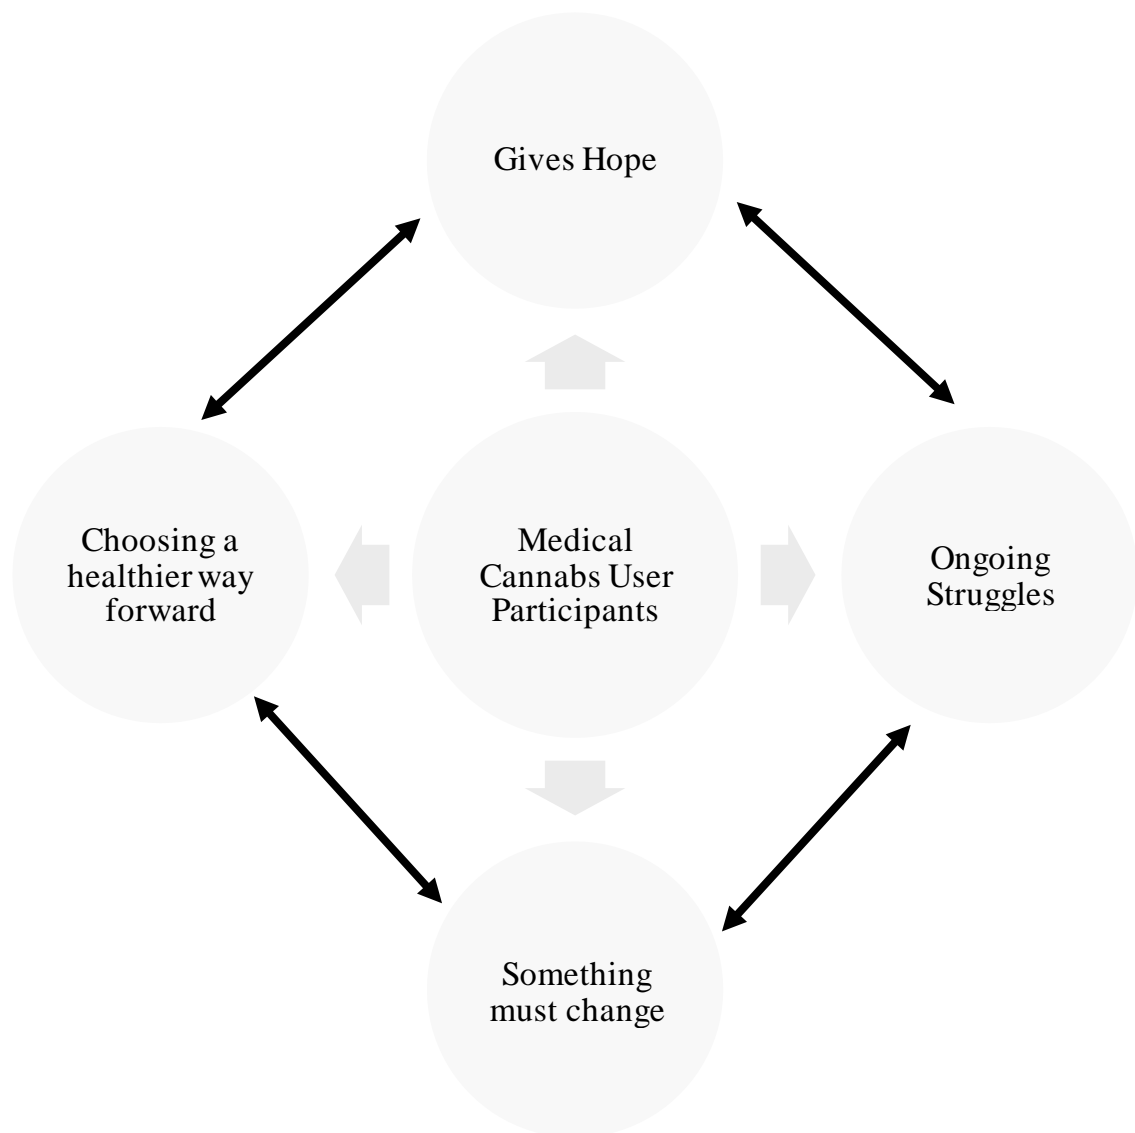 Gives Hope
Choosing a
healthier way
forward
Medical
Cannabs User
Participants
Ongoing
Struggles
Something
must change